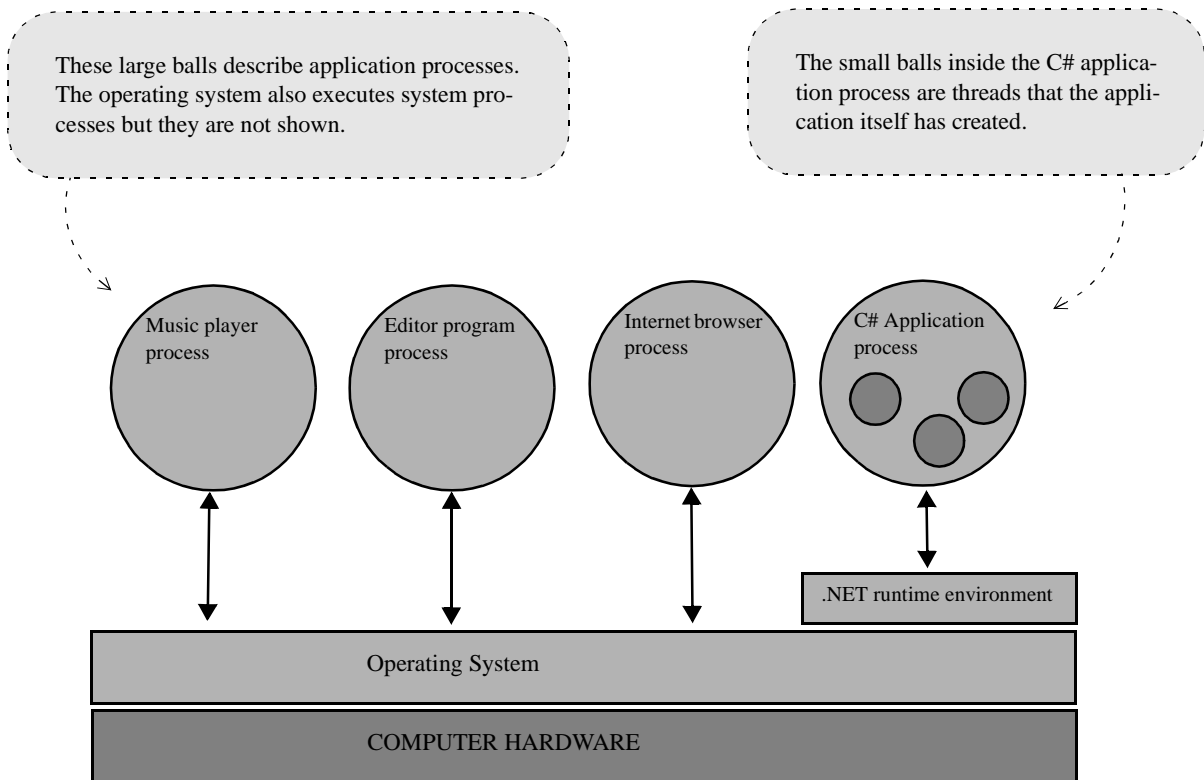 These large balls describe application processes.
The operating system also executes system pro-
cesses but they are not shown.
The small balls inside the C# applica-
tion process are threads that the appli-
cation itself has created.
Music player
process
Editor program
process
Internet browser
process
C# Application
process
.NET runtime environment
Operating System
COMPUTER HARDWARE